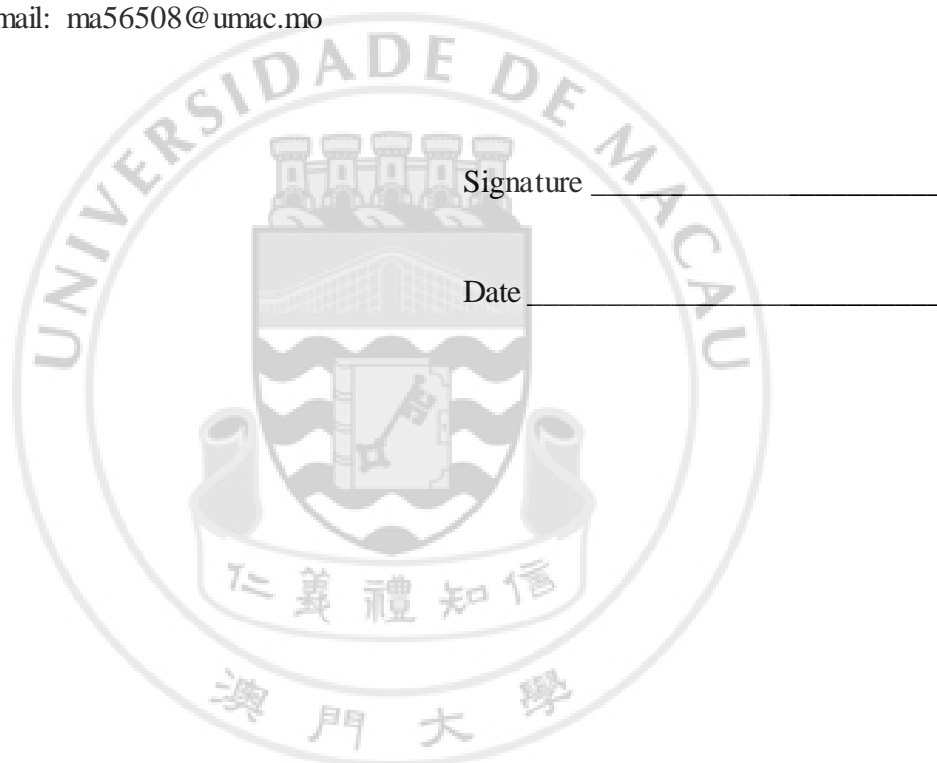 mail: ma56508@umac.mo
UNIVERSIDADE DE MACAU
Signature
Date
仁義禮知信
澳門大學